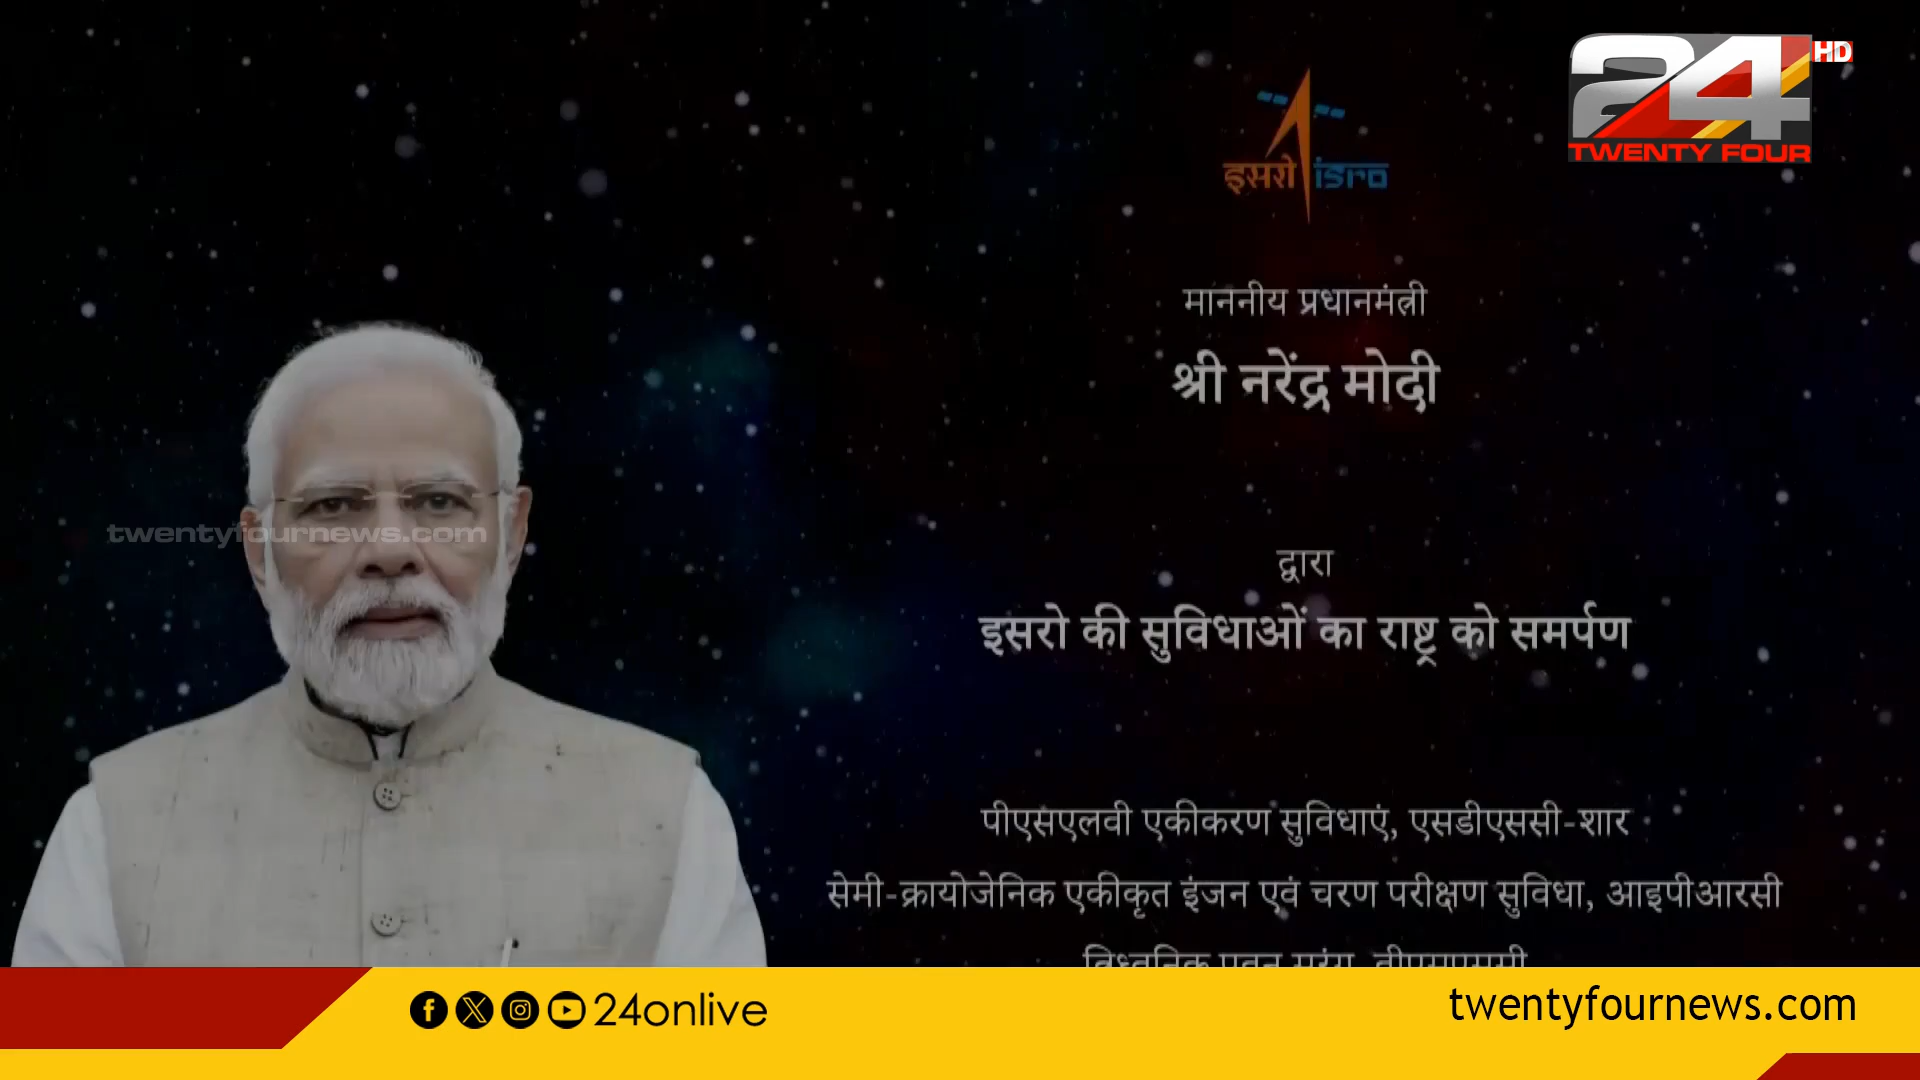 24
HD
TWENTY FOUR
इसरो isro
माननीय प्रधानमंत्री
श्री नरेंद्र मोदी
द्वारा
इसरो की सुविधाओं का राष्ट्र को समर्पण
पीएसएलवी एकीकरण सुविधाएं, एसडीएससी-शार
सेमी-क्रायोजेनिक एकीकृत इंजन एवं चरण परीक्षण सुविधा, आइपीआरसी
twentyfournews.com
24onlive
twentyfournews.com